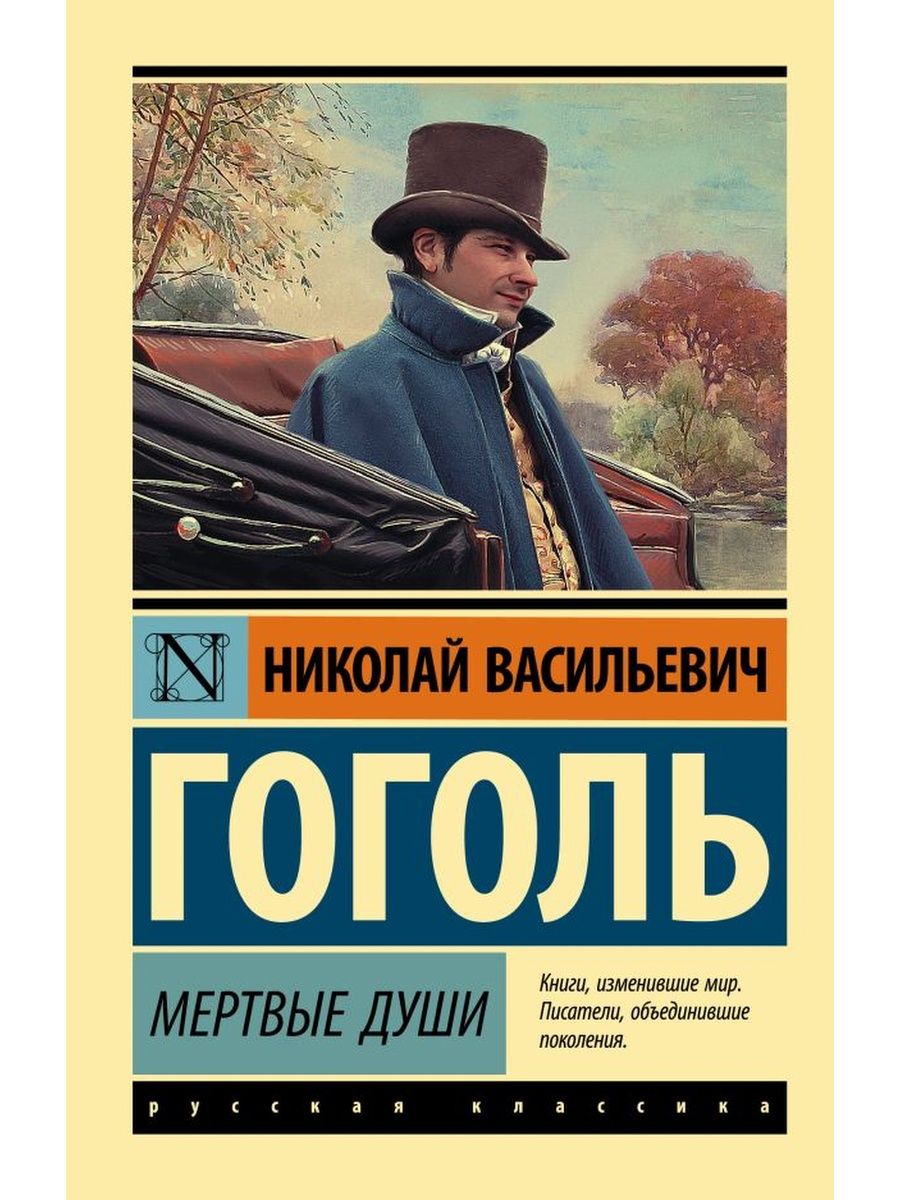 N
НИКОЛАЙ ВАСИЛЬЕВИЧ
ГОГОЛЬ
МЕРТВЫЕ ДУШИ
Книги, изменившие мир.
Писатели, объединившие
поколения.
русская классика